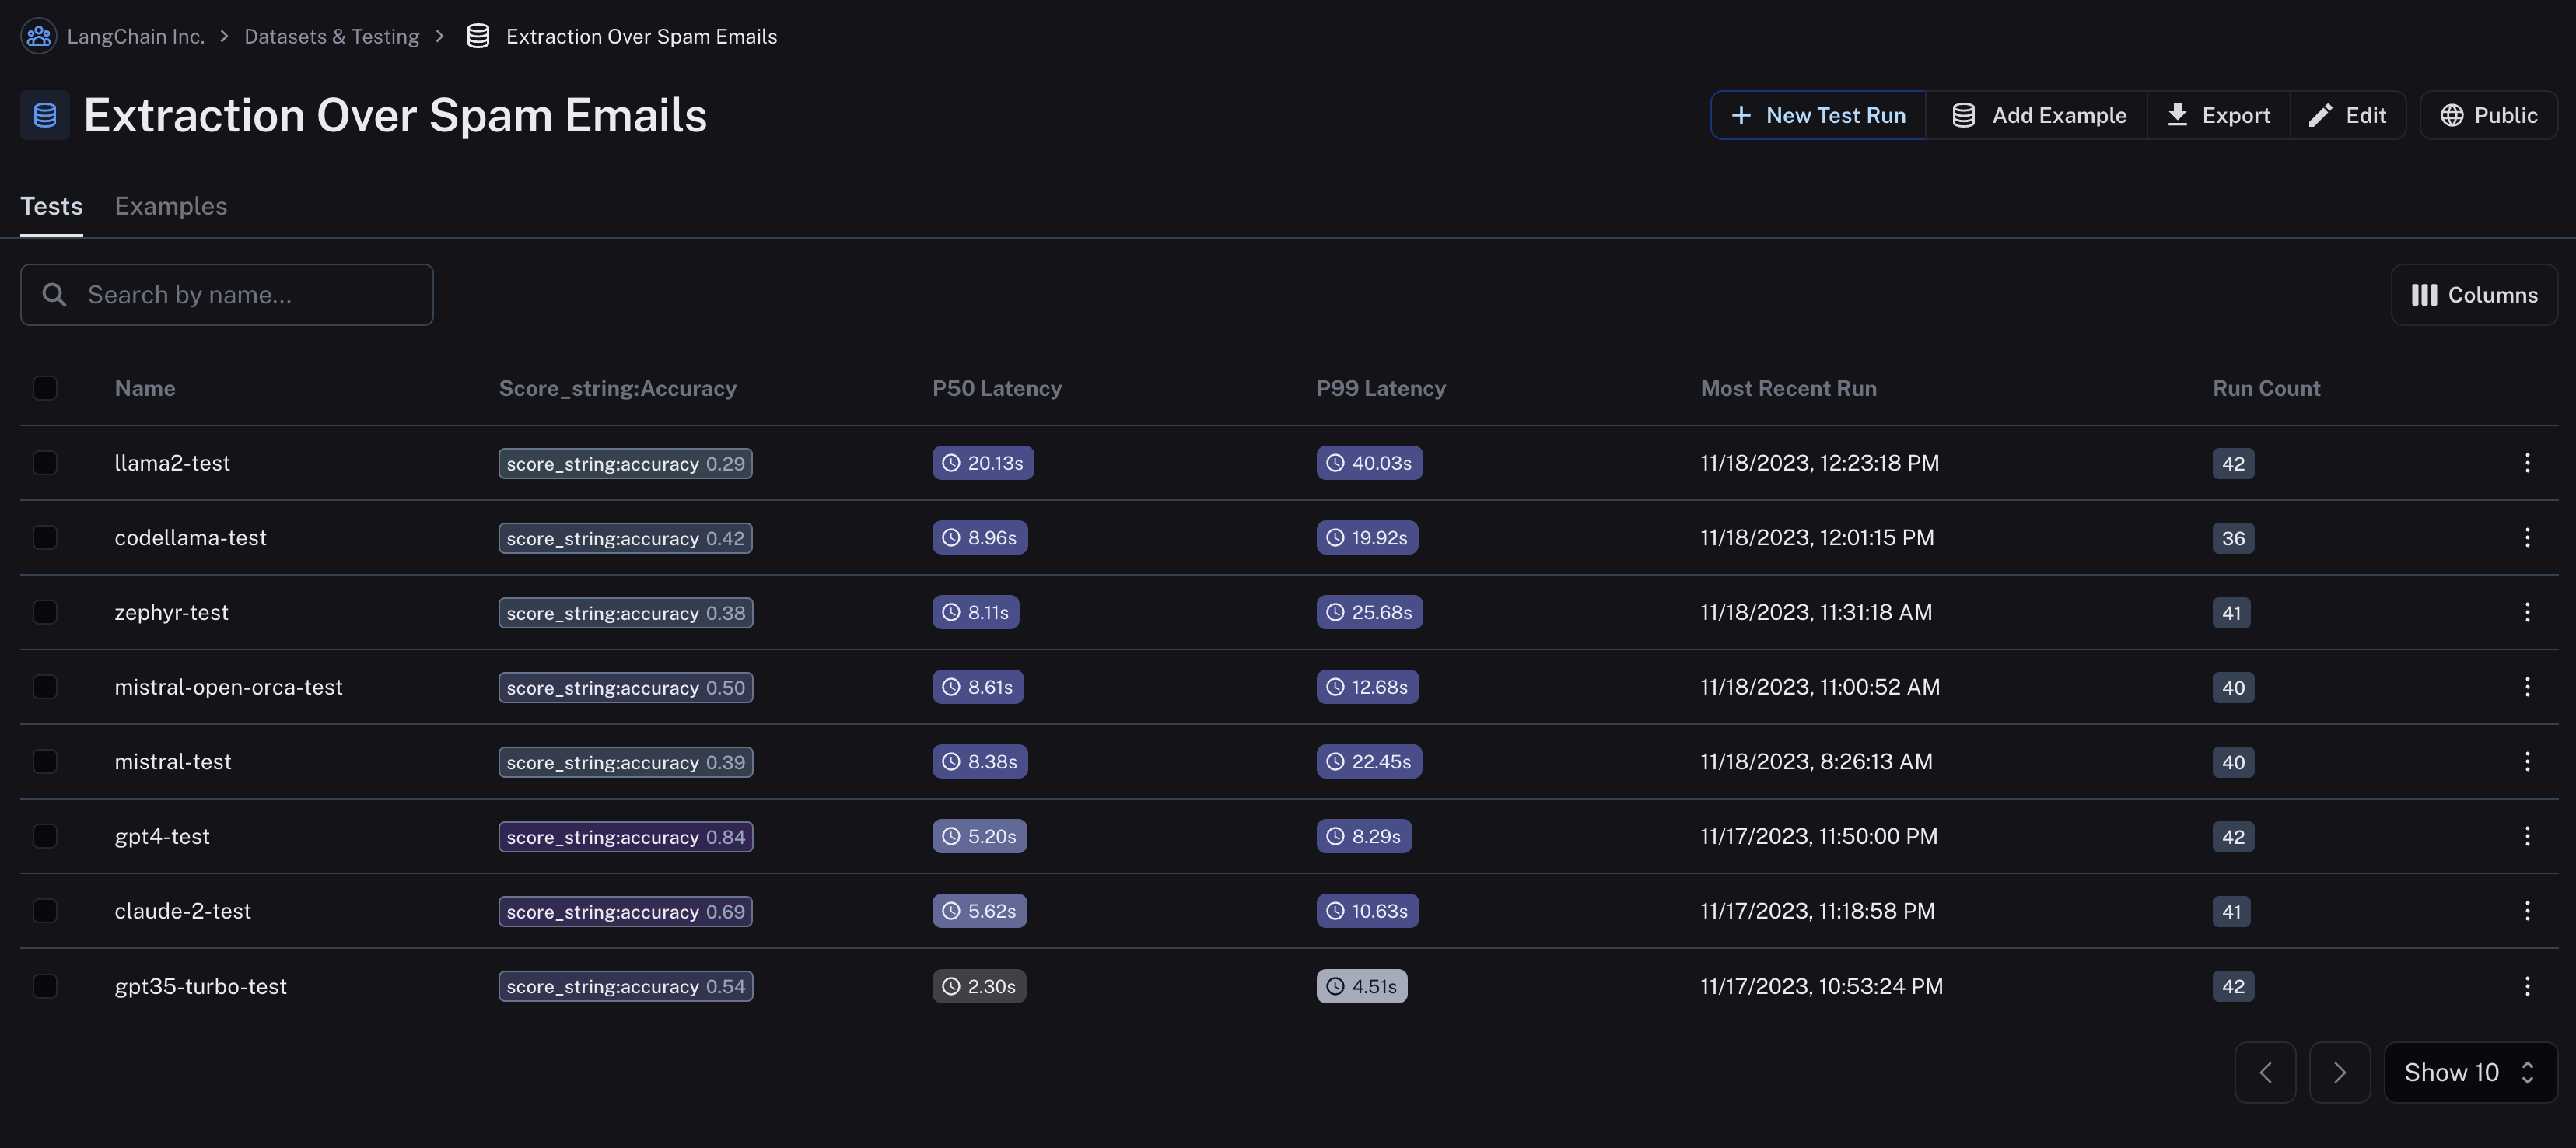 LangChain Inc. > Datasets & Testing > Extraction Over Spam Emails
Extraction Over Spam Emails
New Test Run Add Example Export Edit Public
Tests Examples
Search by name...
Columns
Name Score_string:Accuracy P50 Latency P99 Latency Most Recent Run Run Count
llama2-test score_string:accuracy 0.29 20.13s 40.03s 11/18/2023, 12:23:18 PM 42
codellama-test score_string:accuracy 0.42 8.96s 19.92s 11/18/2023, 12:01:15 PM 36
zephyr-test score_string:accuracy 0.38 8.11s 25.68s 11/18/2023, 11:31:18 AM 41
mistral-open-orca-test score_string:accuracy 0.50 8.61s 12.68s 11/18/2023, 11:00:52 AM 40
mistral-test score_string:accuracy 0.39 8.38s 22.45s 11/18/2023, 8:26:13 AM 40
gpt4-test score_string:accuracy 0.84 5.20s 8.29s 11/17/2023, 11:50:00 PM 42
claude-2-test score_string:accuracy 0.69 5.62s 10.63s 11/17/2023, 11:18:58 PM 41
gpt35-turbo-test score_string:accuracy 0.54 2.30s 4.51s 11/17/2023, 10:53:24 PM 42
Show 10